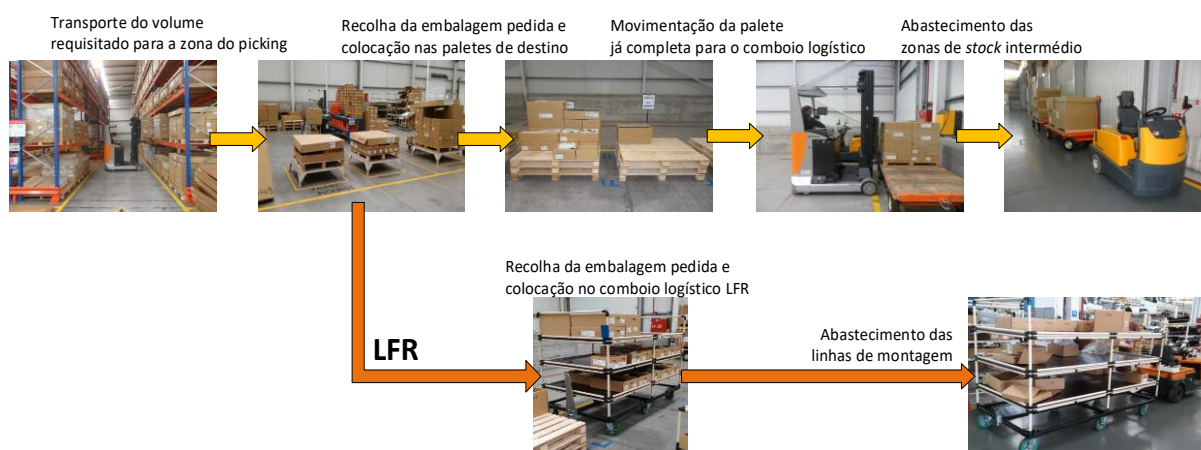 Transporte do volume
requisitado para a zona do picking
Recolha da embalagem pedida e
colocação nas paletes de destino
Movimentação da palete
já completa para o comboio logístico
Abastecimento das
zonas de stock intermédio
LFR
Recolha da embalagem pedida e
colocação no comboio logístico LFR
Abastecimento das
linhas de montagem